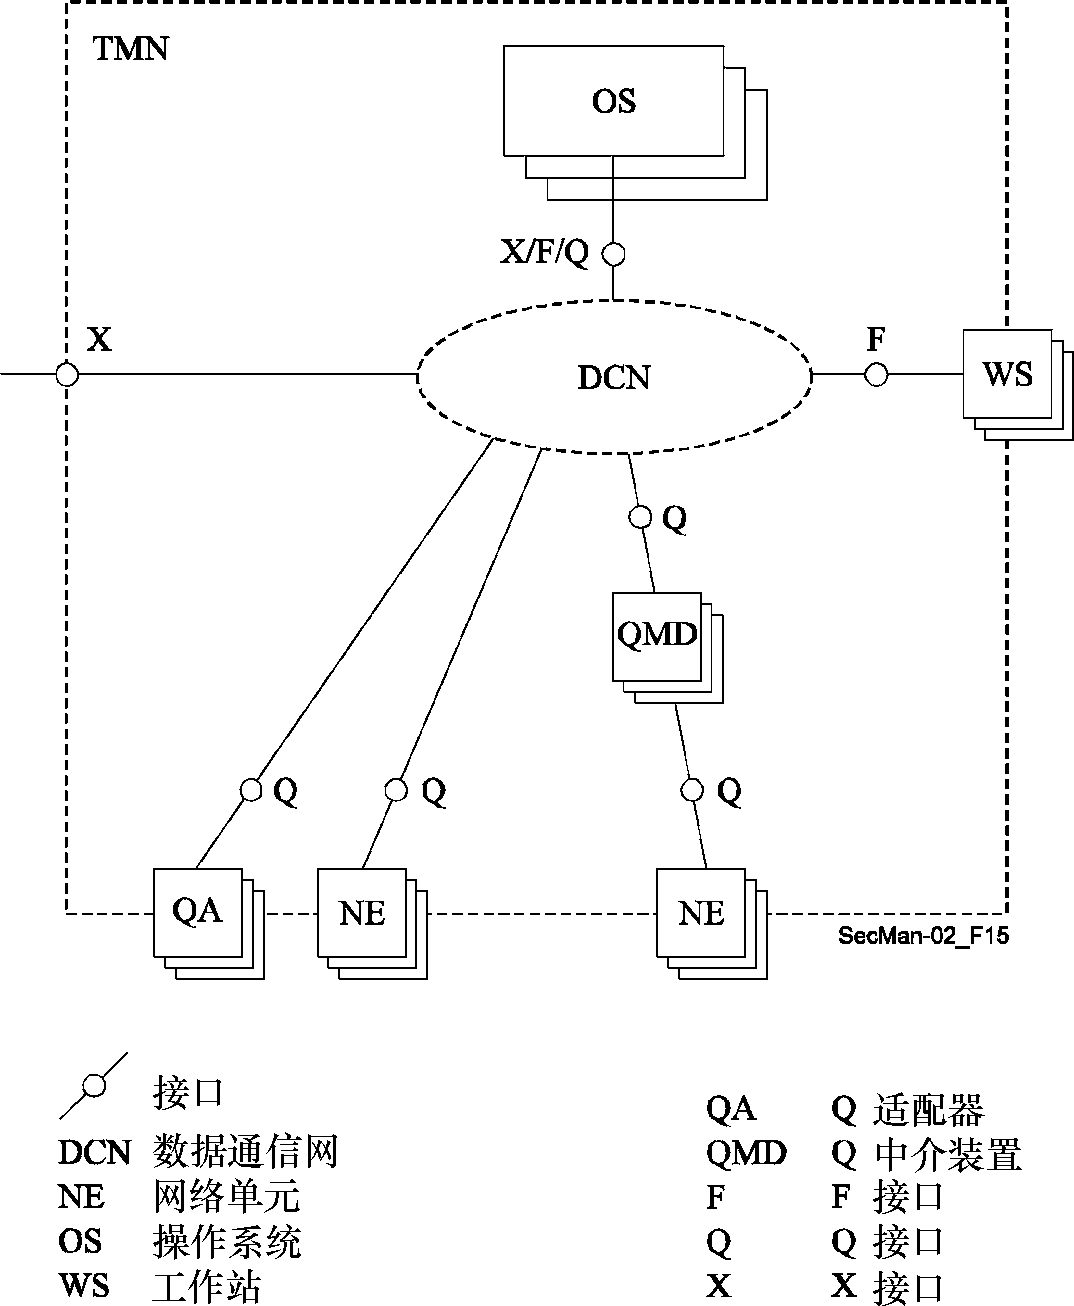 TMN
OS
X/F/Q
X
F
DCN
WS
Q
QMD
Q
Q
Q
QA
NE
NE
SecMan-02_F15
接口
QA Q 适配器
DCN 数据通信网
QMD Q 中介装置
NE 网络单元
F F 接口
OS 操作系统
Q Q 接口
WS 工作站
X X 接口